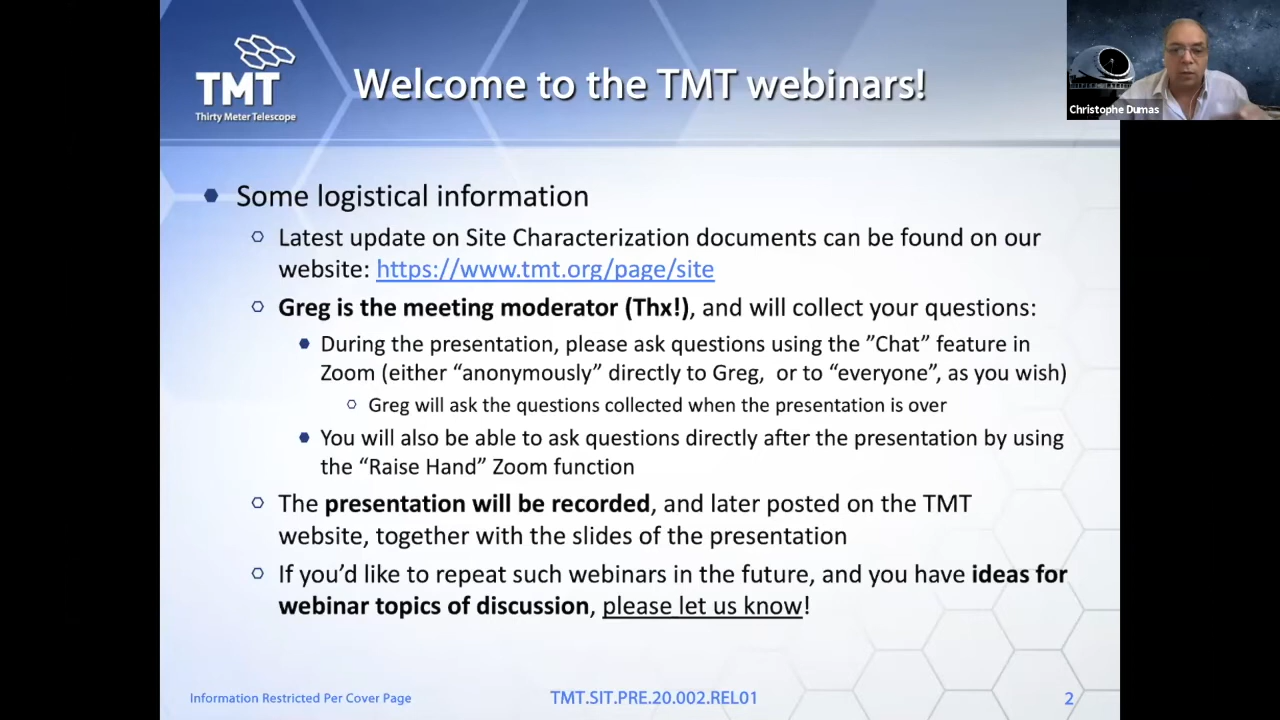 TMT
Thirty Meter Telescope
Welcome to the TMT webinars!
Christophe Dumas
Some logistical information
Latest update on Site Characterization documents can be found on our
website: https://www.tmt.org/page/site
Greg is the meeting moderator (Thx!), and will collect your questions:
During the presentation, please ask questions using the ”Chat” feature in
Zoom (either “anonymously” directly to Greg, or to “everyone”, as you wish)
Greg will ask the questions collected when the presentation is over
You will also be able to ask questions directly after the presentation by using
the “Raise Hand” Zoom function
The presentation will be recorded, and later posted on the TMT
website, together with the slides of the presentation
If you’d like to repeat such webinars in the future, and you have ideas for
webinar topics of discussion, please let us know!
Information Restricted Per Cover Page
TMT.SIT.PRE.20.002.REL01
2